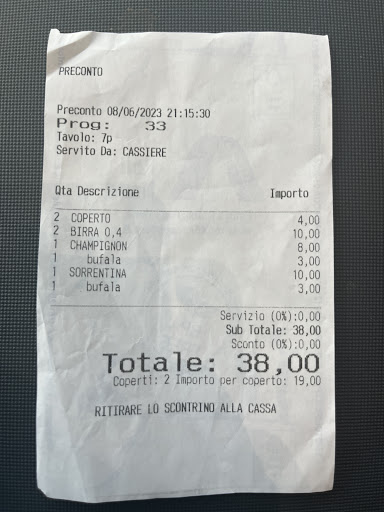 PRECONTO
Preconto 08/06/2023 21:15:30
Prog: 33
Tavolo: 7p
Servito Da: CASSIERE
Qta Descrizione Importo
2 COPERTO 4,00
2 BIRRA 0,4 10,00
1 CHAMPIGNON 8,00
1 bufala 3,00
1 SORRENTINA 10,00
1 bufala 3,00
Servizio (0%):0,00
Sub Totale: 38,00
Sconto (0%):0,00
Totale: 38,00
Coperti: 2 Importo per coperto: 19,00
RITIRARE LO SCONTRINO ALLA CASSA